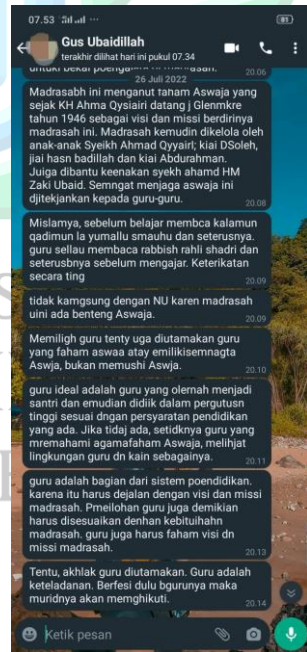 07.53
81
Gus Ubaidillah
terakhir dilihat hari ini pukul 07.34
20.06
26 Juli 2022
Madrasabh ini menganut tanam Aswaja yang
sejak KH Ahma Qysiairi datang j Glenmkre
tahun 1946 sebagai visi dan missi berdirinya
madrasah ini. Madrasah kemudin dikelola oleh
anak-anak Syeikh Ahmad Qyyairl; kiai DSoleh,
jiai hasn badillah dan kiai Abdurahman.
Juiga dibantu keenakan syekh ahamd HM
Zaki Ubaid. Semngat menjaga aswaja ini
djitejkankan kepada guru-guru.
20.08
Mislamya, sebelum belajar membca kalamun
qadimun la yumallu smauhu dan seterusnya.
guru sellau membaca rabbish rahli shadri dan
seterusbnya sebelum mengajar. Keterikatan
secara ting
20.09
tidak kamgsung dengan NU karen madrasah
uini ada benteng Aswaja.
20.09
Memiligh guru tenty uga diutamakan guru
yang faham aswaa atay emilikisemnagta
Aswja, bukan memushi Aswja.
20.10
guru ideal adalah guru yang olernah menjadi
santri dan emudian didiik dalam pergutusn
tinggi sesuai dngan persyaratan pendidikan
yang ada. Jika tidaj ada, setidknya guru yang
mremahami agamafaham Aswaja, melihjat
lingkungan guru dn kain sebagainya.
20.11
guru adalah bagian dari sistem poendidikan.
karena itu harus dejalan dengan visi dan missi
madrasah. Pmeilohan guru juga demikian
harus disesuaikan denhan kebituihahn
madrasah. guru juga harus faham visi dn
missi madrasah.
20.13
Tentu, akhlak guru diutamakan. Guru adalah
keteladanan. Berfesi dulu bgurunya maka
muridnya akan memghikuti.
20.14
Ketik pesan